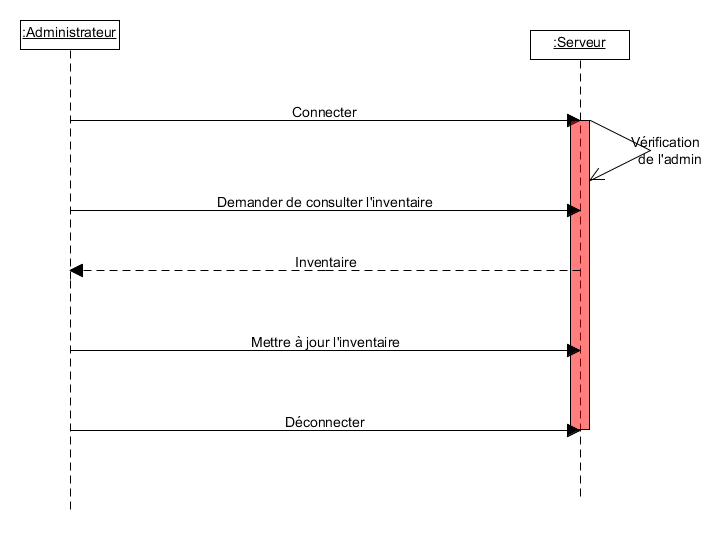 :Administrateur
:Serveur
Connecter
Vérification
de l'admin
Demander de consulter l'inventaire
Inventaire
Mettre à jour l'inventaire
Déconnecter